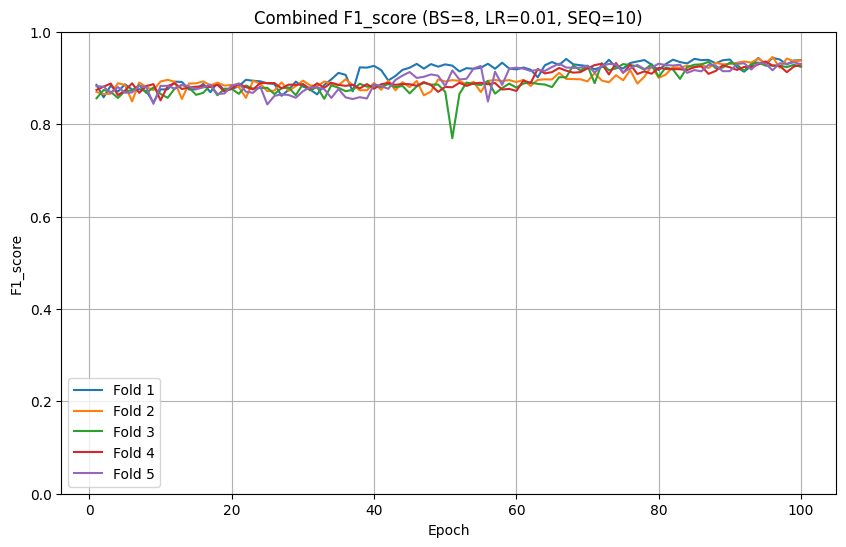 Combined F1_score (BS=8, LR=0.01, SEQ=10)
F1_score
1.0
0.8
0.6
0.4
0.2
0.0
Fold 1
Fold 2
Fold 3
Fold 4
Fold 5
0 20 40 60 80 100
Epoch